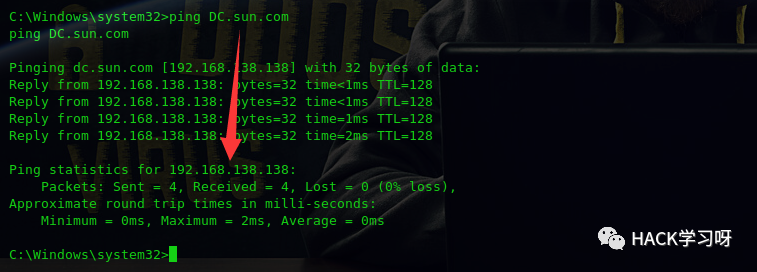 C:\Windows\system32>ping DC.sun.com
ping DC.sun.com
Pinging dc.sun.com [192.168.138.138] with 32 bytes of data:
Reply from 192.168.138.138: bytes=32 time<1ms TTL=128
Reply from 192.168.138.138: bytes=32 time<1ms TTL=128
Reply from 192.168.138.138: bytes=32 time=1ms TTL=128
Reply from 192.168.138.138: bytes=32 time=2ms TTL=128
Ping statistics for 192.168.138.138:
    Packets: Sent = 4, Received = 4, Lost = 0 (0% loss),
Approximate round trip times in milli-seconds:
    Minimum = 0ms, Maximum = 2ms, Average = 0ms
C:\Windows\system32>
HACK学习呀